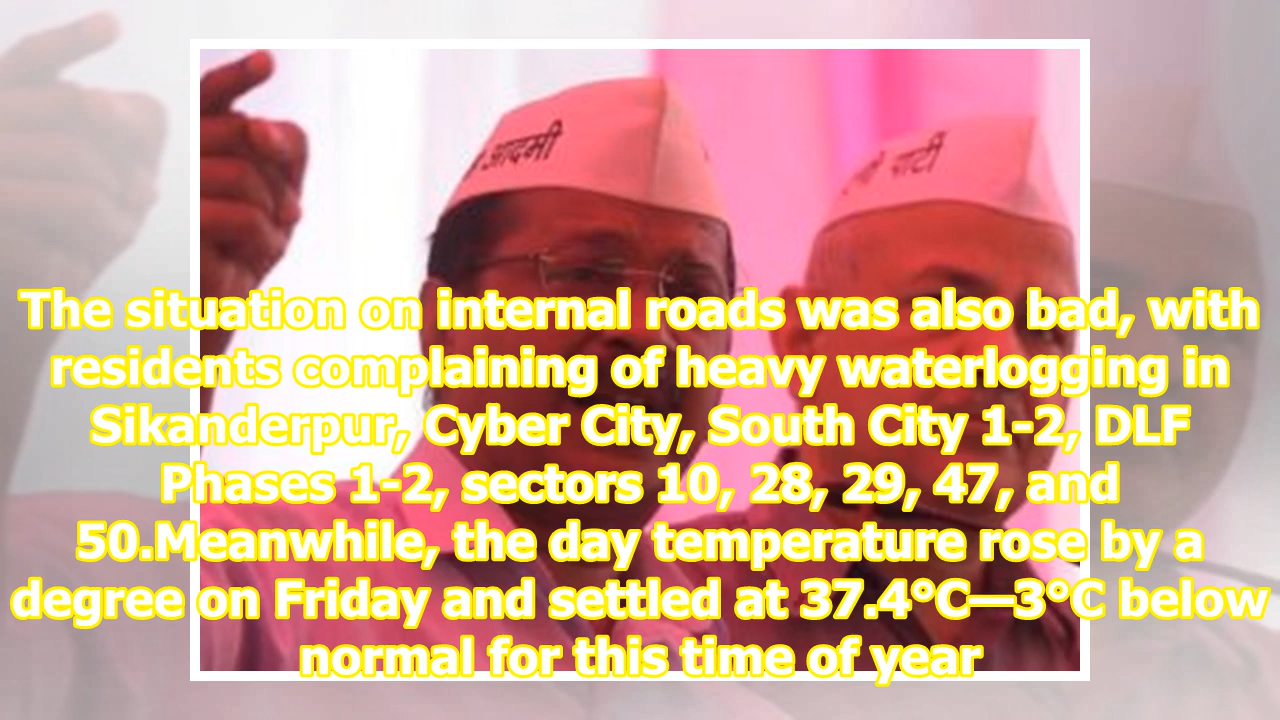 आदमी
पार्टी
The situation on internal roads was also bad, with
residents complaining of heavy waterlogging in
Sikanderpur, Cyber City, South City 1-2, DLF
Phases 1-2, sectors 10, 28, 29, 47, and
50.Meanwhile, the day temperature rose by a
degree on Friday and settled at 37.4°C—3°C below
normal for this time of year